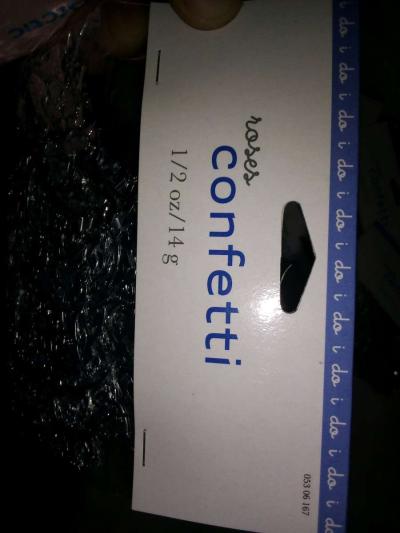 i do i do i do i do i do i do i do i do i do i do i do
roses
confetti
1/2 oz/14 g
053 06 167
arctic